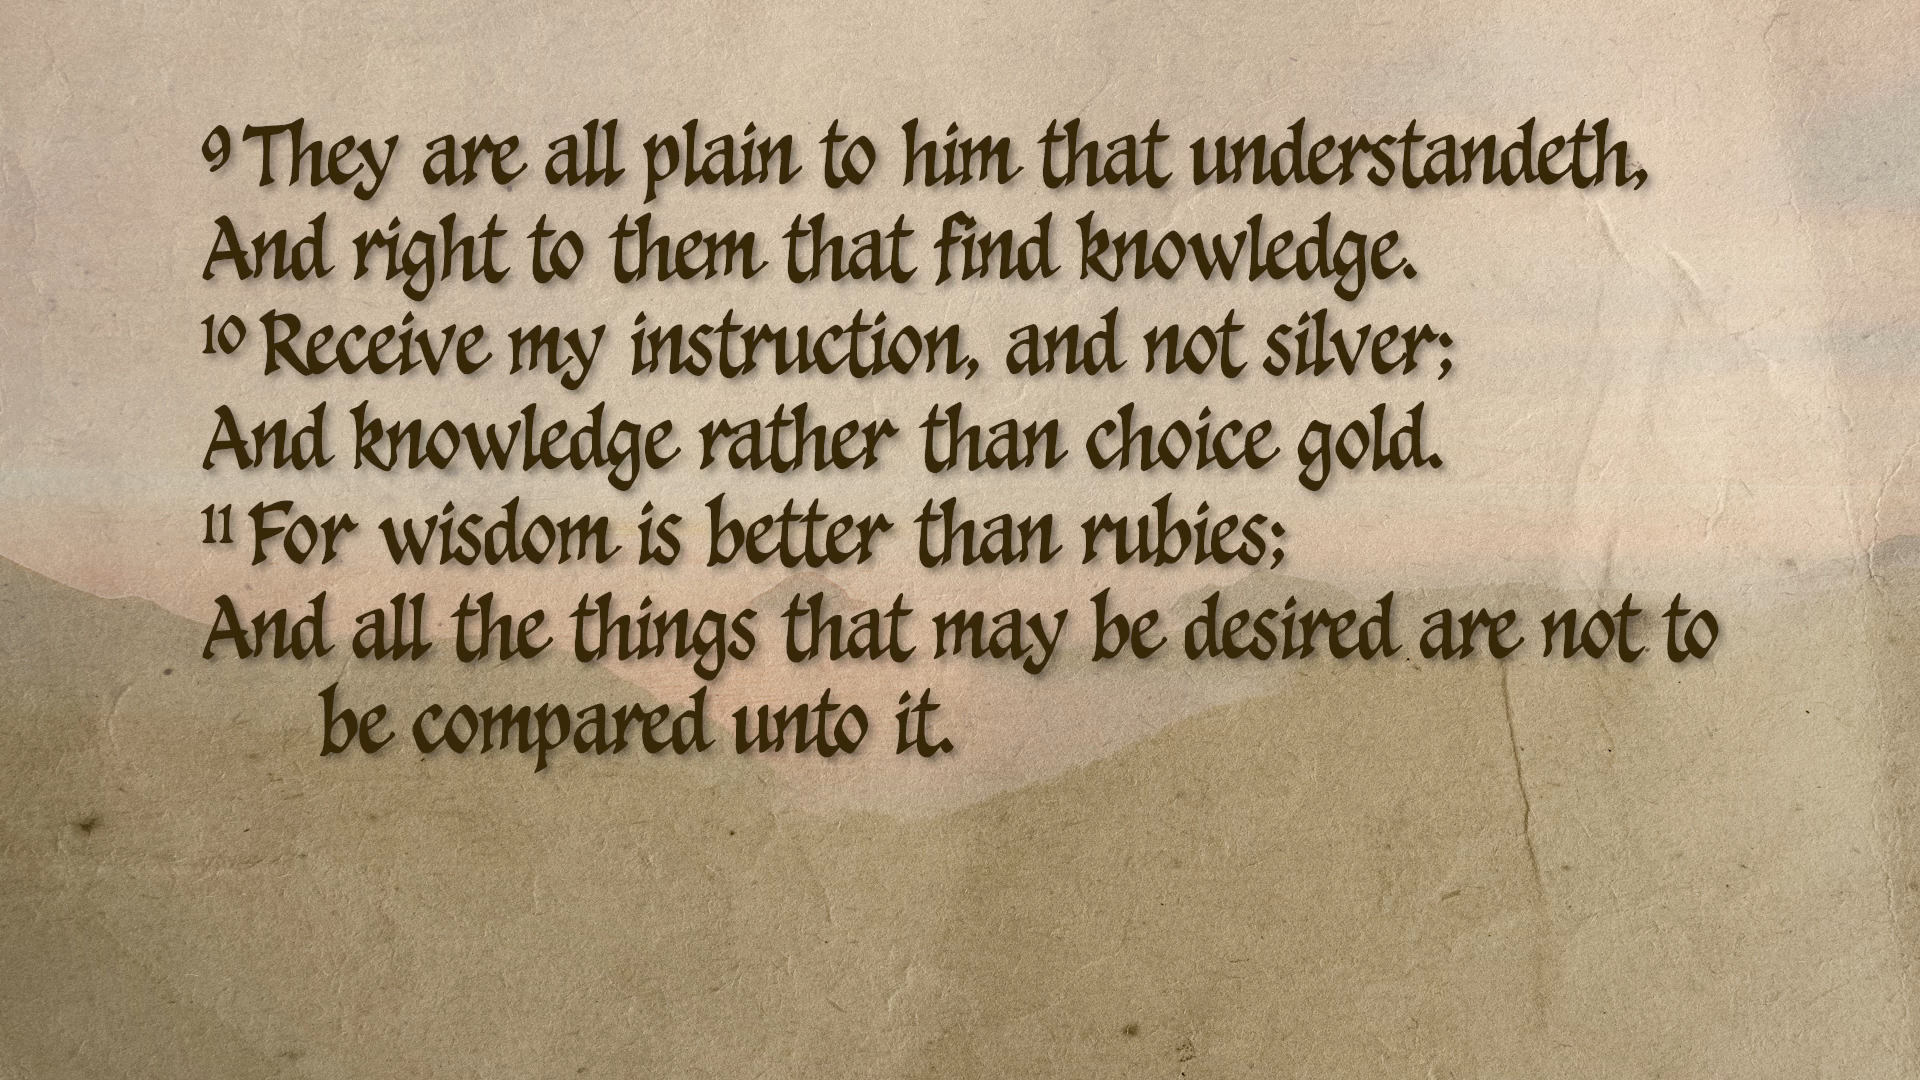 9 They are all plain to him that understandeth,
And right to them that find knowledge.
10 Receive my instruction, and not silver;
And knowledge rather than choice gold.
11 For wisdom is better than rubies;
And all the things that may be desired are not to
be compared unto it.